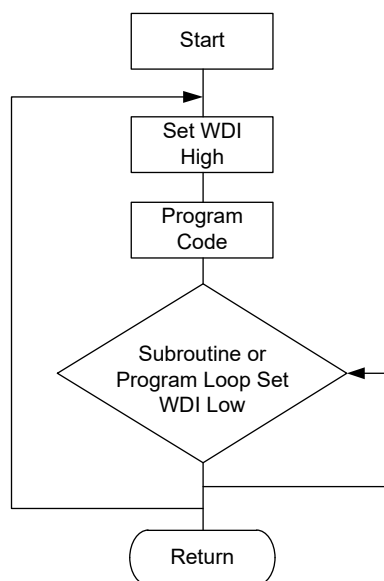 Start
Set WDI
High
Program
Code
Subroutine or
Program Loop Set
WDI Low
Return